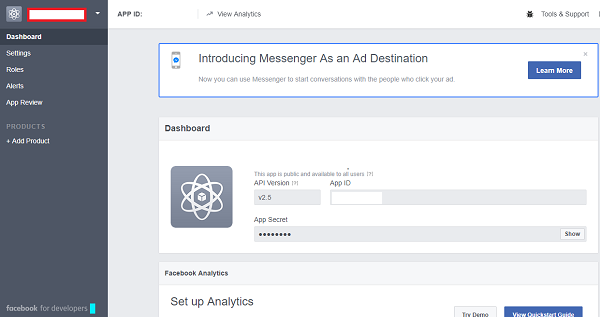 APP ID:
View Analytics
Tools & Support
Dashboard
Settings
Roles
Alerts
App Review
PRODUCTS
+ Add Product
facebook for developers
Introducing Messenger As an Ad Destination
Now you can use Messenger to start conversations with the people who click your ad.
Learn More
Dashboard
This app is public and available to all users [?]
API Version [?]
App ID
v2.5
App Secret
●●●●●●●●
Show
Facebook Analytics
Set up Analytics
Try Demo
View Quickstart Guide